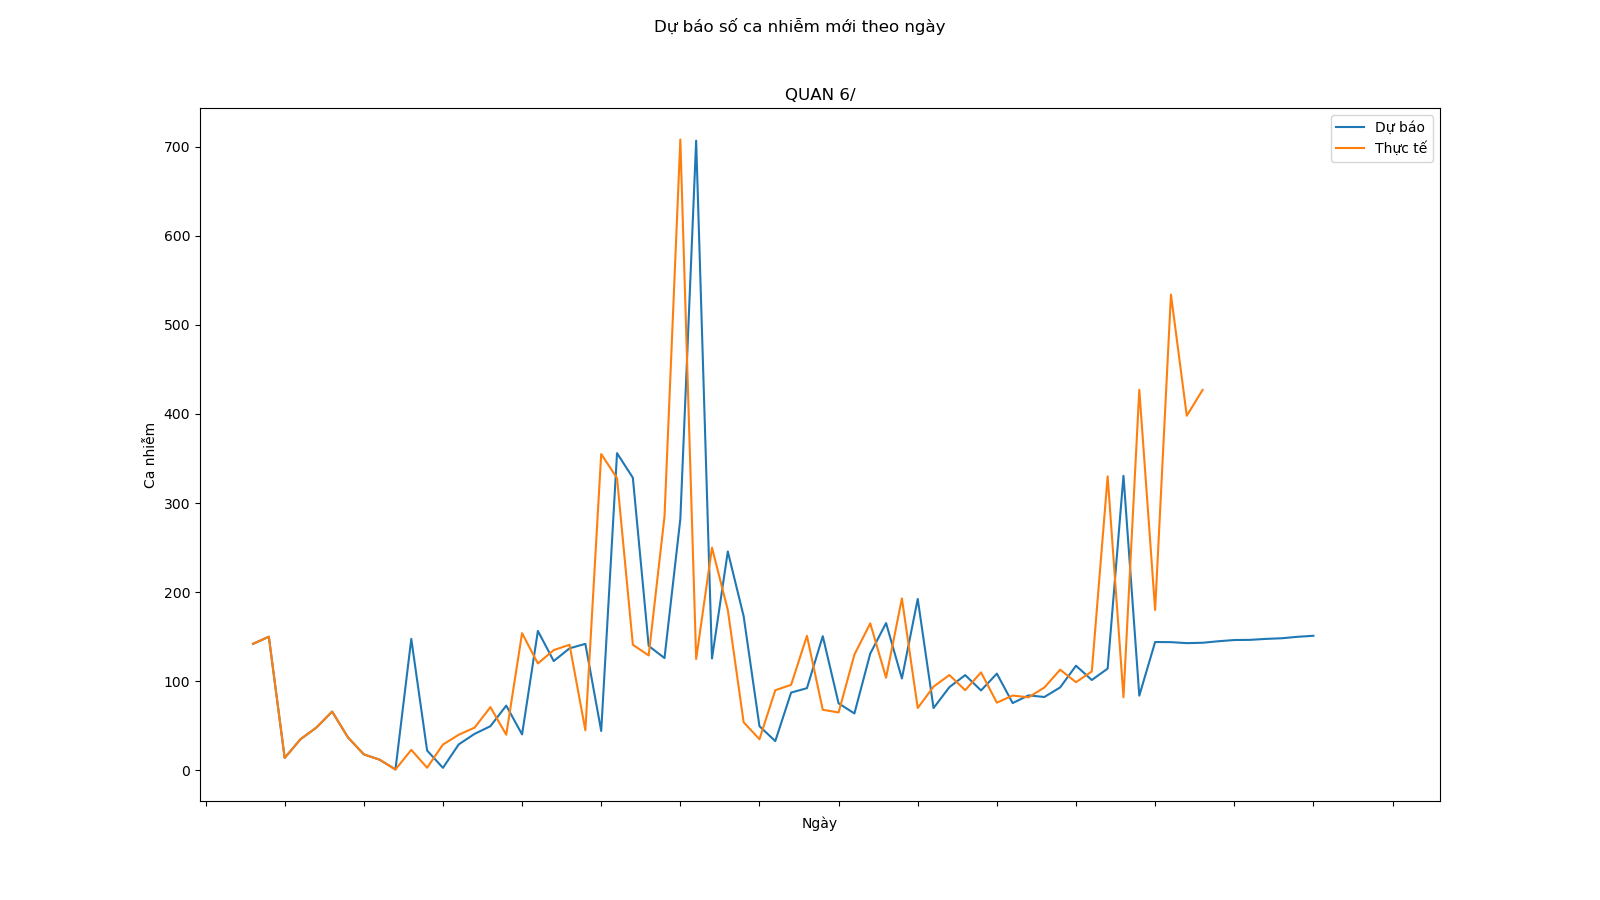 Dự báo số ca nhiễm mới theo ngày
QUAN 6/
Dự báo
Thực tế
700
600
500
400
300
200
100
0
Ca nhiễm
Ngày